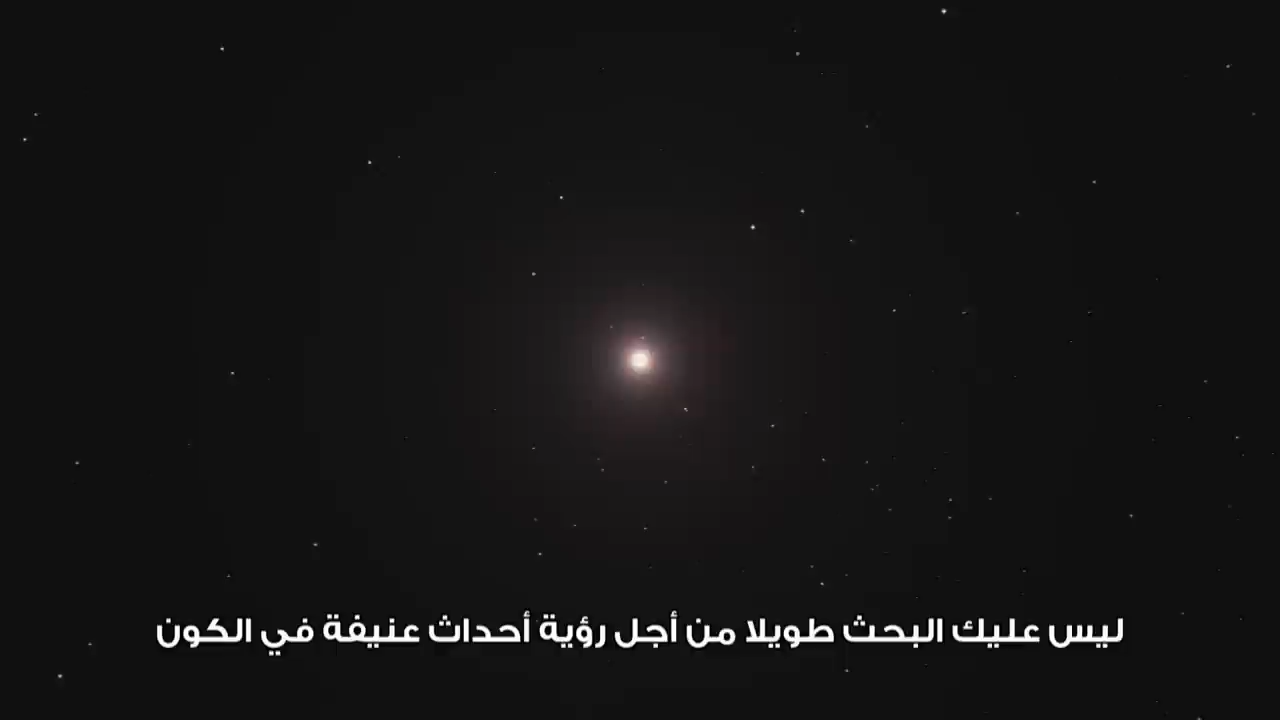 ليس عليك البحث طويلا من أجل رؤية أحداث عنيفة في الكون